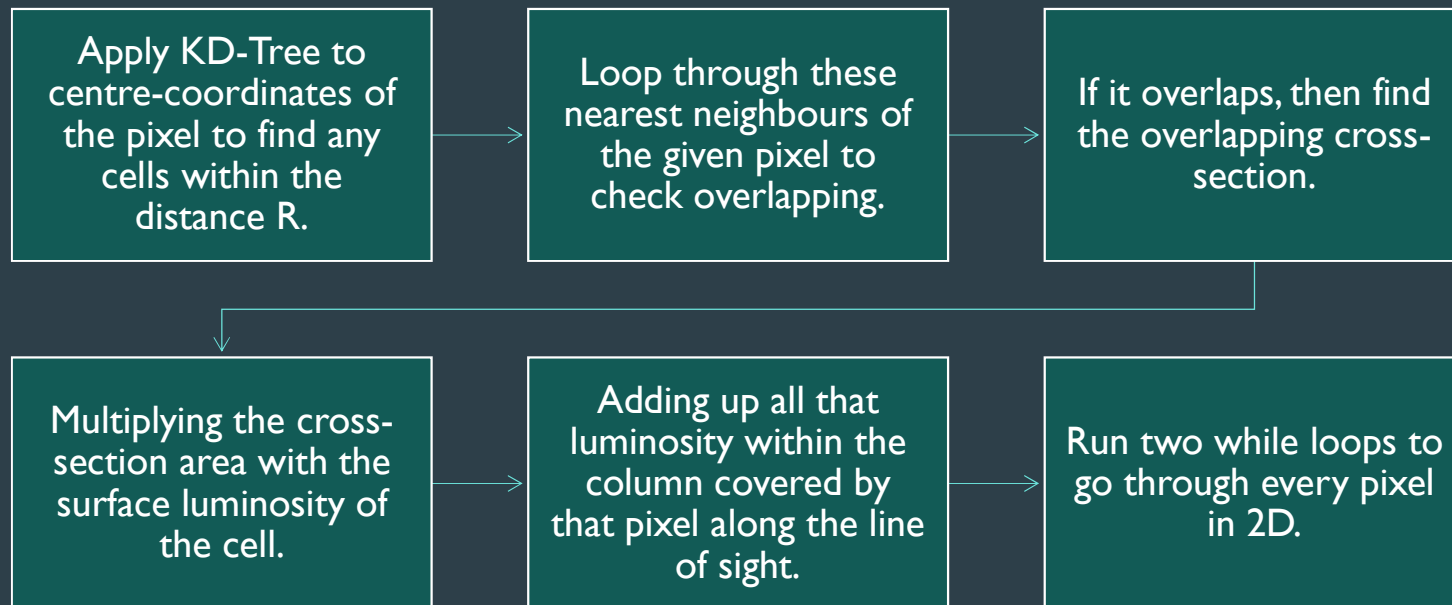 Apply KD-Tree to
centre-coordinates of
the pixel to find any
cells within the
distance R.
Loop through these
nearest neighbours of
the given pixel to
check overlapping.
If it overlaps, then find
the overlapping cross-
section.
Multiplying the cross-
section area with the
surface luminosity of
the cell.
Adding up all that
luminosity within the
column covered by
that pixel along the line
of sight.
Run two while loops to
go through every pixel
in 2D.